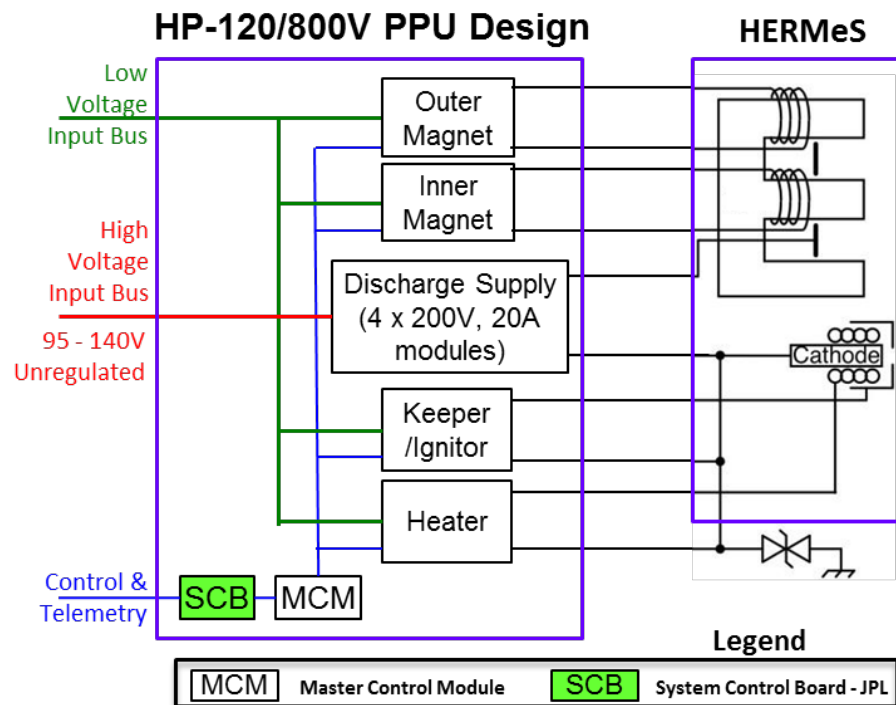 HP-120/800V PPU Design
HERMeS
Low
Voltage
Input Bus
High
Voltage
Input Bus
95 - 140V
Unregulated
Control &
Telemetry
Outer
Magnet
Inner
Magnet
Discharge Supply
(4 x 200V, 20A
modules)
Keeper
/Ignitor
Heater
SCB
MCM
Cathode
Legend
MCM Master Control Module SCB System Control Board - JPL